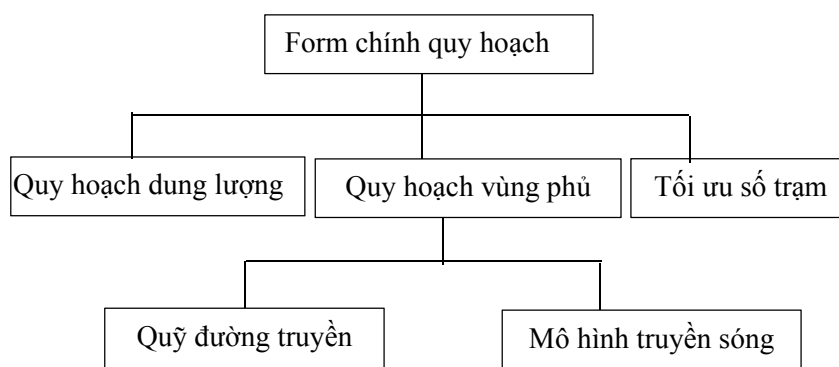 Form chính quy hoạch
Quy hoạch dung lượng
Quy hoạch vùng phủ
Tối ưu số trạm
Quỹ đường truyền
Mô hình truyền sóng